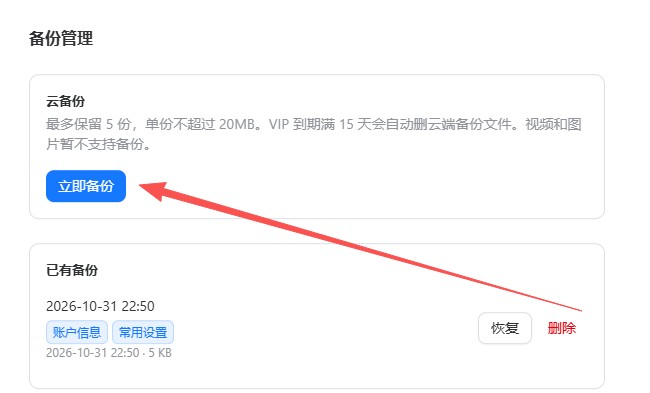 备份管理
云备份
最多保留 5 份，单份不超过 20MB。VIP 到期满 15 天会自动删云端备份文件。视频和图
片暂不支持备份。
立即备份
已有备份
2026-10-31 22:50
账户信息 常用设置
2026-10-31 22:50 · 5 KB
恢复 删除